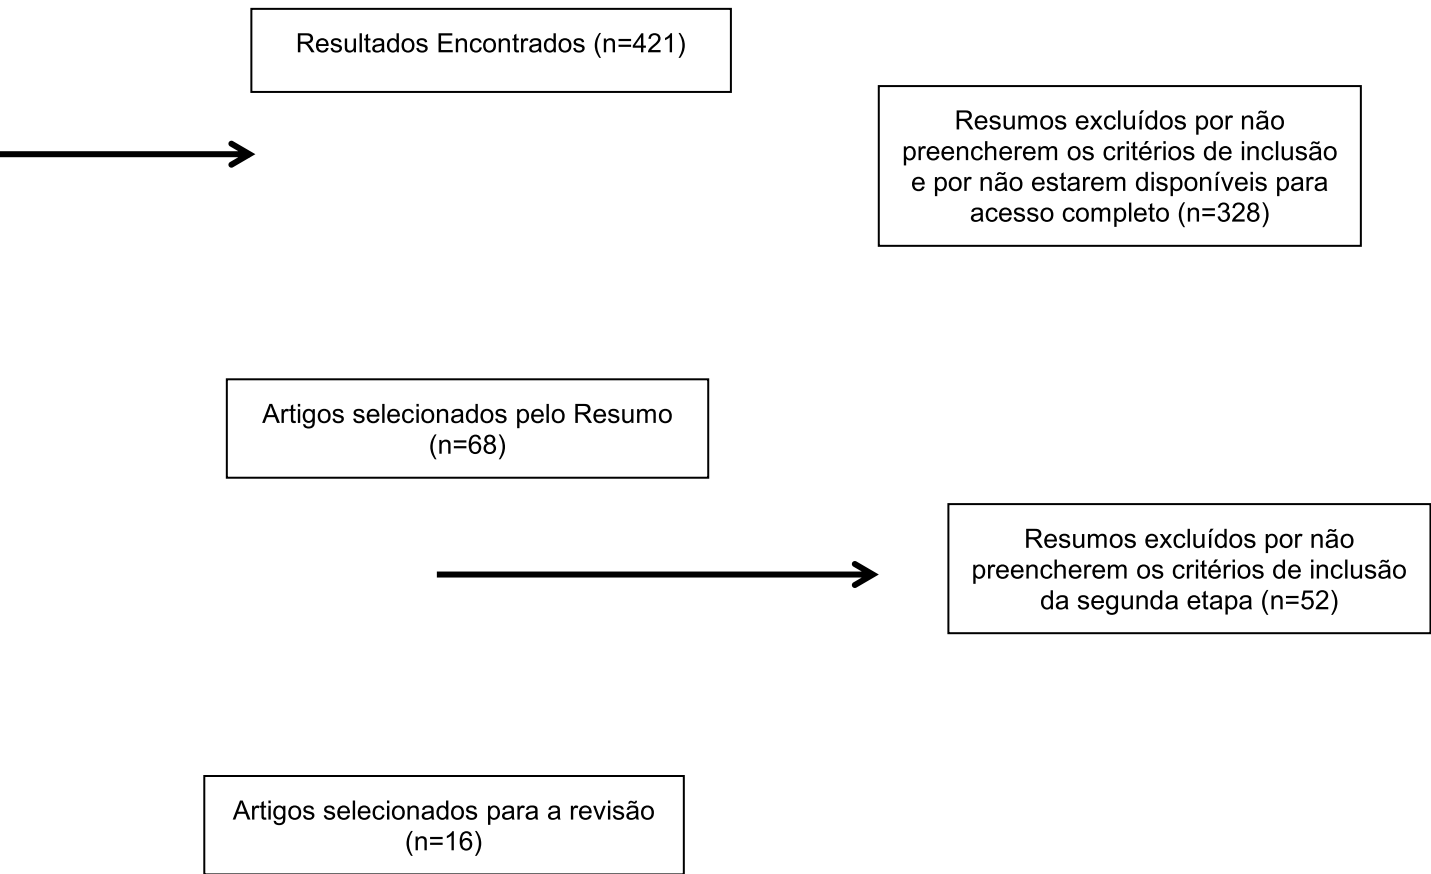 Resultados Encontrados (n=421)
Resumos excluídos por não
preencherem os critérios de inclusão
e por não estarem disponíveis para
acesso completo (n=328)
Artigos selecionados pelo Resumo
(n=68)
Resumos excluídos por não
preencherem os critérios de inclusão
da segunda etapa (n=52)
Artigos selecionados para a revisão
(n=16)